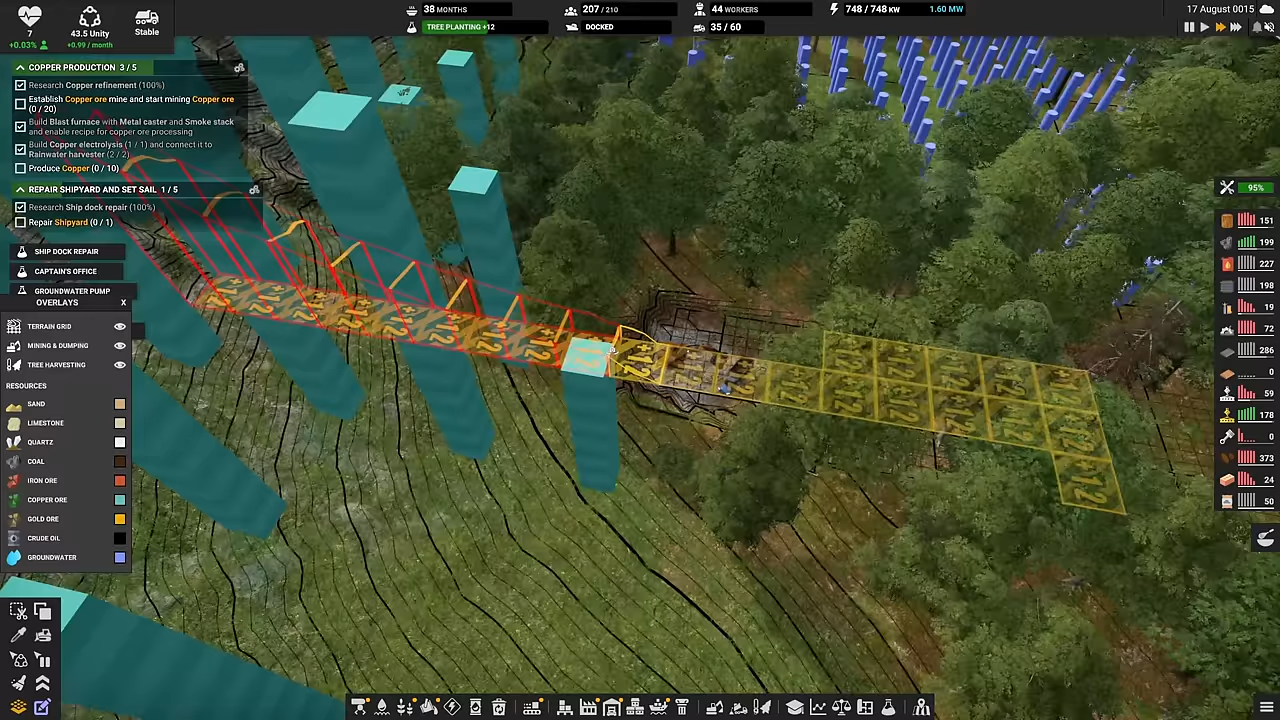 7
+0.03%
43.5 Unity
+0.99 / month
Stable
38 MONTHS
TREE PLANTING +12
207 / 210
DOCKED
44 WORKERS
35 / 60
748 / 748 KW
1.60 MW
17 August 0015
COPPER PRODUCTION 3 / 5
Research Copper refinement (100%)
Establish Copper ore mine and start mining Copper ore
(0 / 20)
Build Blast furnace with Metal caster and Smoke stack
and enable recipe for copper ore processing
Build Copper electrolysis (1 / 1) and connect it to
Rainwater harvester (2 / 2)
Produce Copper (0 / 10)
REPAIR SHIPYARD AND SET SAIL 1 / 5
Research Ship dock repair (100%)
Repair Shipyard (0 / 1)
SHIP DOCK REPAIR
CAPTAIN'S OFFICE
GROUNDWATER PUMP
OVERLAYS
X
TERRAIN GRID
MINING & DUMPING
TREE HARVESTING
RESOURCES
SAND
LIMESTONE
QUARTZ
COAL
IRON ORE
COPPER ORE
GOLD ORE
CRUDE OIL
GROUNDWATER
95%
151
199
227
198
19
72
286
0
59
178
0
373
24
50